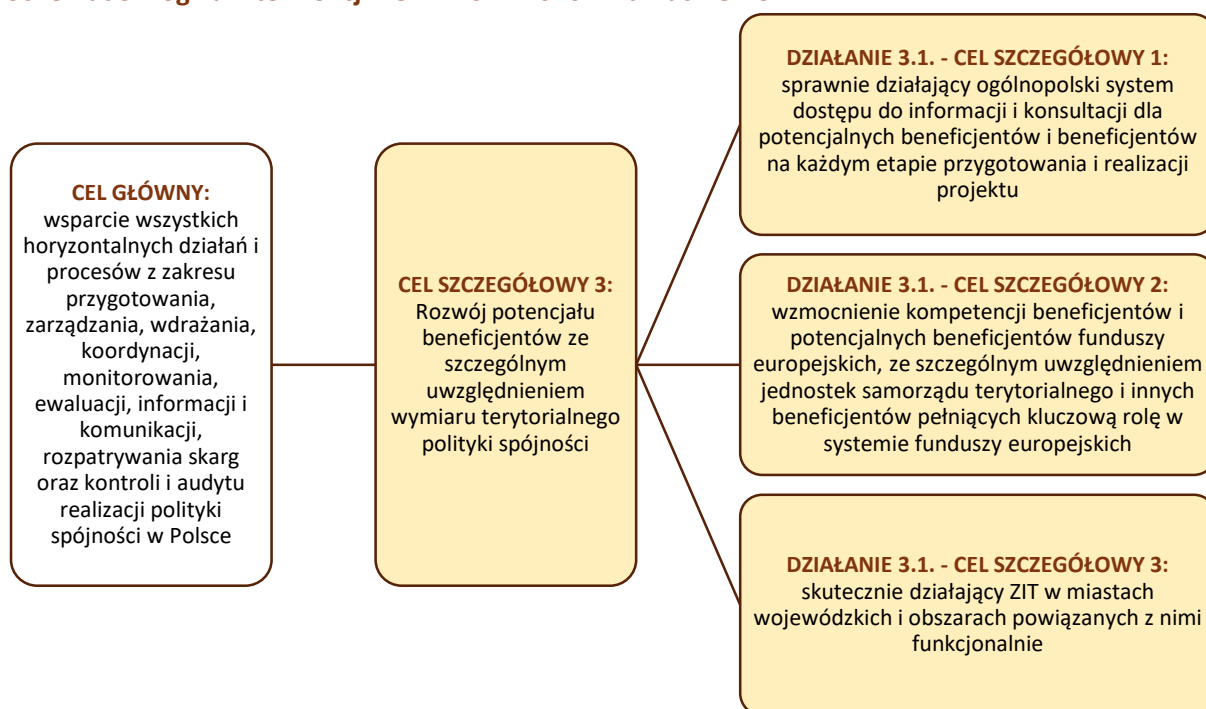 CEL GŁÓWNY:
wsparcie wszystkich
horyzontalnych działań i
procesów z zakresu
przygotowania,
zarządzania, wdrażania,
koordynacji,
monitorowania,
ewaluacji, informacji i
komunikacji,
rozpatrywania skarg
oraz kontroli i audytu
realizacji polityki
spójności w Polsce
CEL SZCZEGÓŁOWY 3:
Rozwój potencjału
beneficjentów ze
szczególnym
uwzględnieniem
wymiaru terytorialnego
polityki spójności
DZIAŁANIE 3.1. - CEL SZCZEGÓŁOWY 1:
sprawnie działający ogólnopolski system
dostępu do informacji i konsultacji dla
potencjalnych beneficjentów i beneficjentów
na każdym etapie przygotowania i realizacji
projektu
DZIAŁANIE 3.1. - CEL SZCZEGÓŁOWY 2:
wzmocnienie kompetencji beneficjentów i
potencjalnych beneficjentów funduszy
europejskich, ze szczególnym uwzględnieniem
jednostek samorządu terytorialnego i innych
beneficjentów pełniących kluczową rolę w
systemie funduszy europejskich
DZIAŁANIE 3.1. - CEL SZCZEGÓŁOWY 3:
skutecznie działający ZIT w miastach
wojewódzkich i obszarach powiązanych z nimi
funkcjonalnie